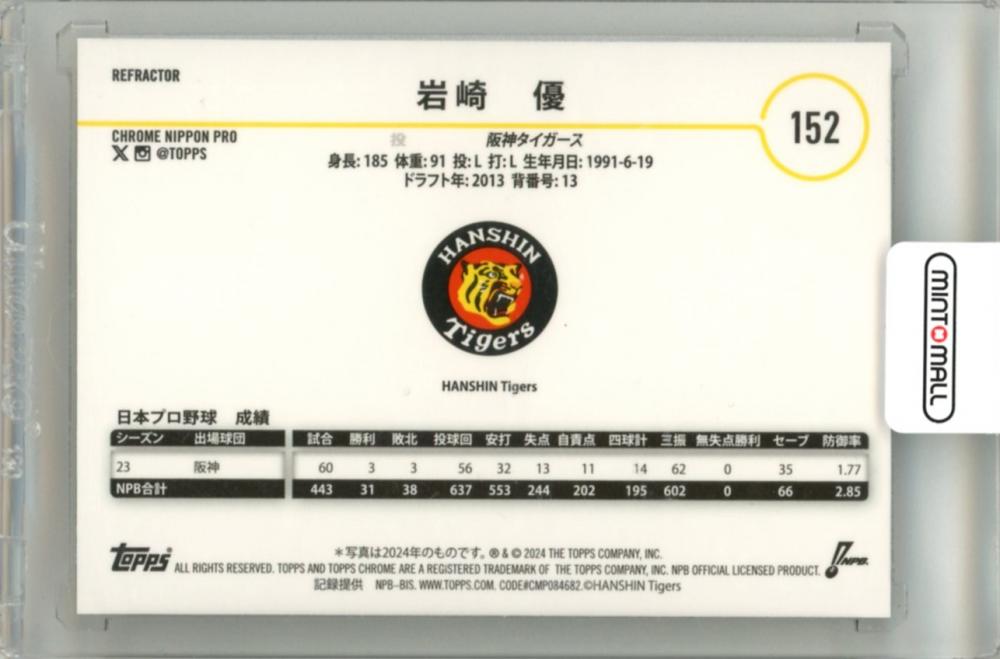 REFRACTOR
岩崎 優
152
CHROME NIPPON PRO
@TOPPS
投 阪神タイガース
身長: 185 体重: 91 投: L 打: L 生年月日: 1991-6-19
ドラフト年: 2013 背番号: 13
HANSHIN
Tigers
HANSHIN Tigers
MINTOMALL
日本プロ野球 成績
シーズン 出場球団 試合 勝利 敗北 投球回 安打 失点 自責点 四球計 三振 無失点勝利 セーブ 防御率
23 阪神 60 3 3 56 32 13 11 14 62 0 35 1.77
NPB合計 443 31 38 637 553 244 202 195 602 0 66 2.85
topps
NPB
＊写真は2024年のものです。® & © 2024 THE TOPPS COMPANY, INC.
ALL RIGHTS RESERVED. TOPPS AND TOPPS CHROME ARE A REGISTERED TRADEMARK OF THE TOPPS COMPANY, INC. NPB OFFICIAL LICENSED PRODUCT.
記録提供 NPB-BIS. WWW.TOPPS.COM. CODE#CMP084682.©HANSHIN Tigers